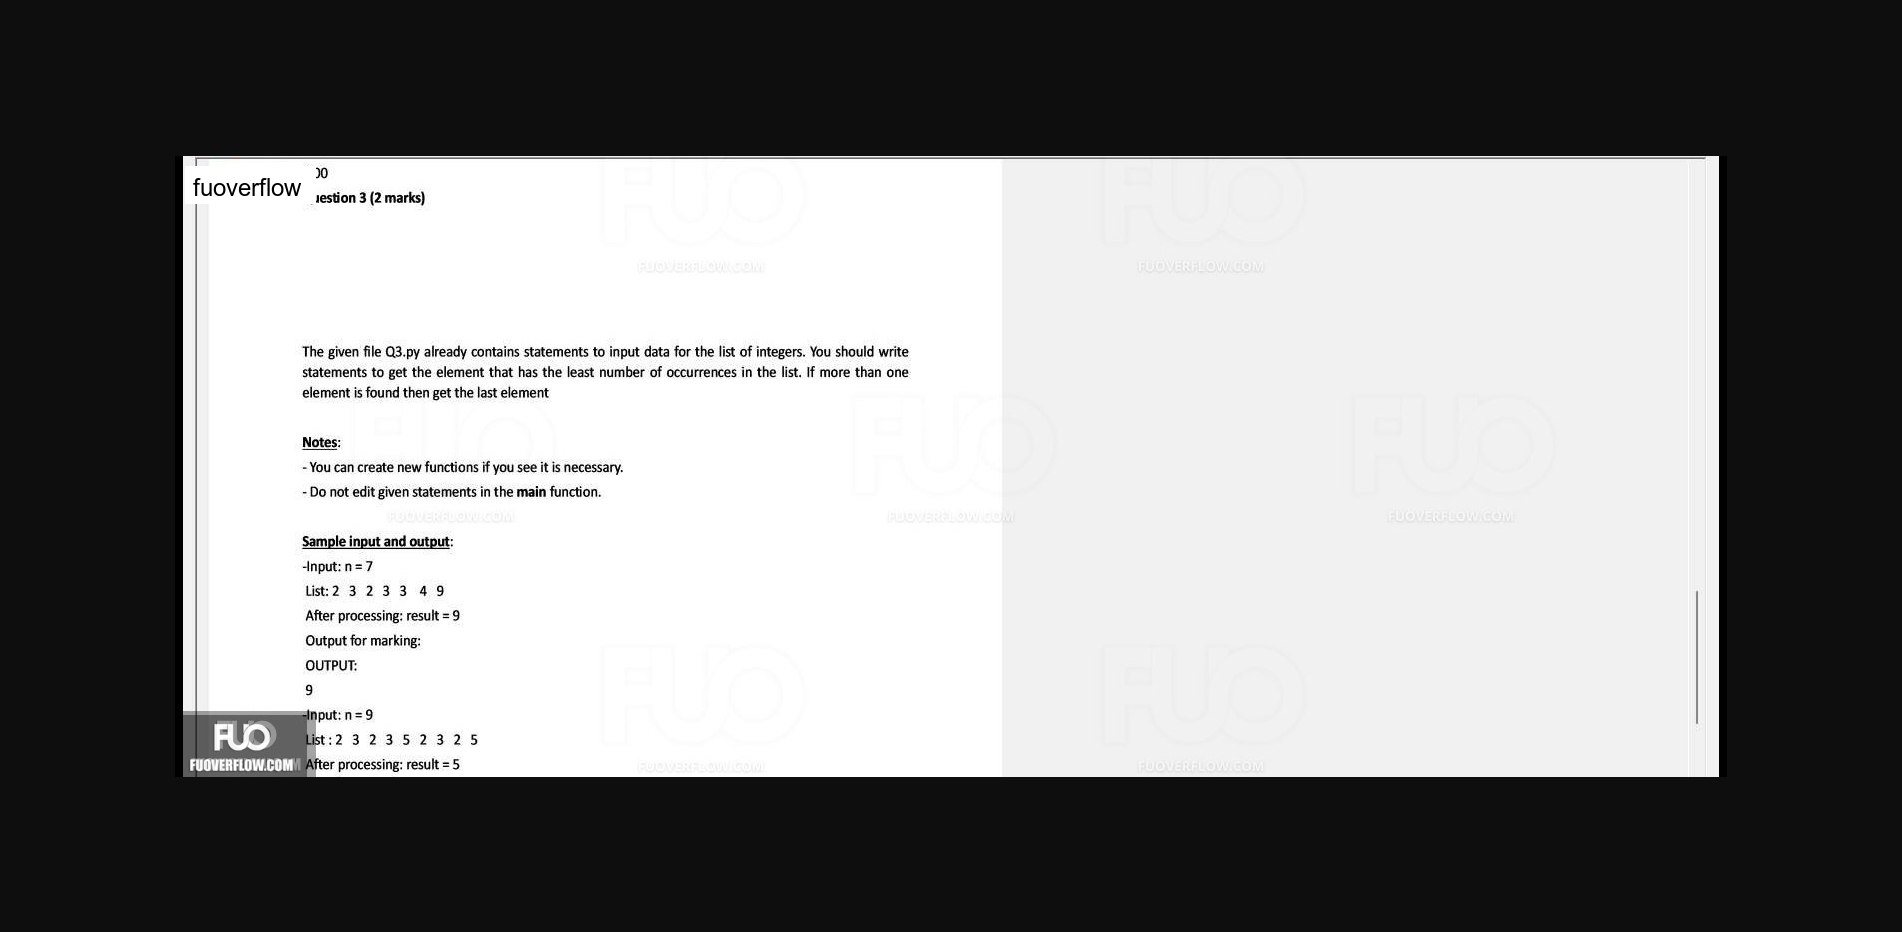 00
fuoverflow
uestion 3 (2 marks)
FUOVERFLOW.COM FUOVERFLOW.COM
The given file Q3.py already contains statements to input data for the list of integers. You should write
statements to get the element that has the least number of occurrences in the list. If more than one
element is found then get the last element
Notes:
- You can create new functions if you see it is necessary.
- Do not edit given statements in the main function.
FUOVERFLOW.COM FUOVERFLOW.COM FUOVERFLOW.COM
Sample input and output:
-Input: n = 7
List: 2 3 2 3 3 4 9
After processing: result = 9
Output for marking:
OUTPUT:
9
-Input: n = 9
List : 2 3 2 3 5 2 3 2 5
After processing: result = 5
FUO
FUOVERFLOW.COM
FUOVERFLOW.COM FUOVERFLOW.COM